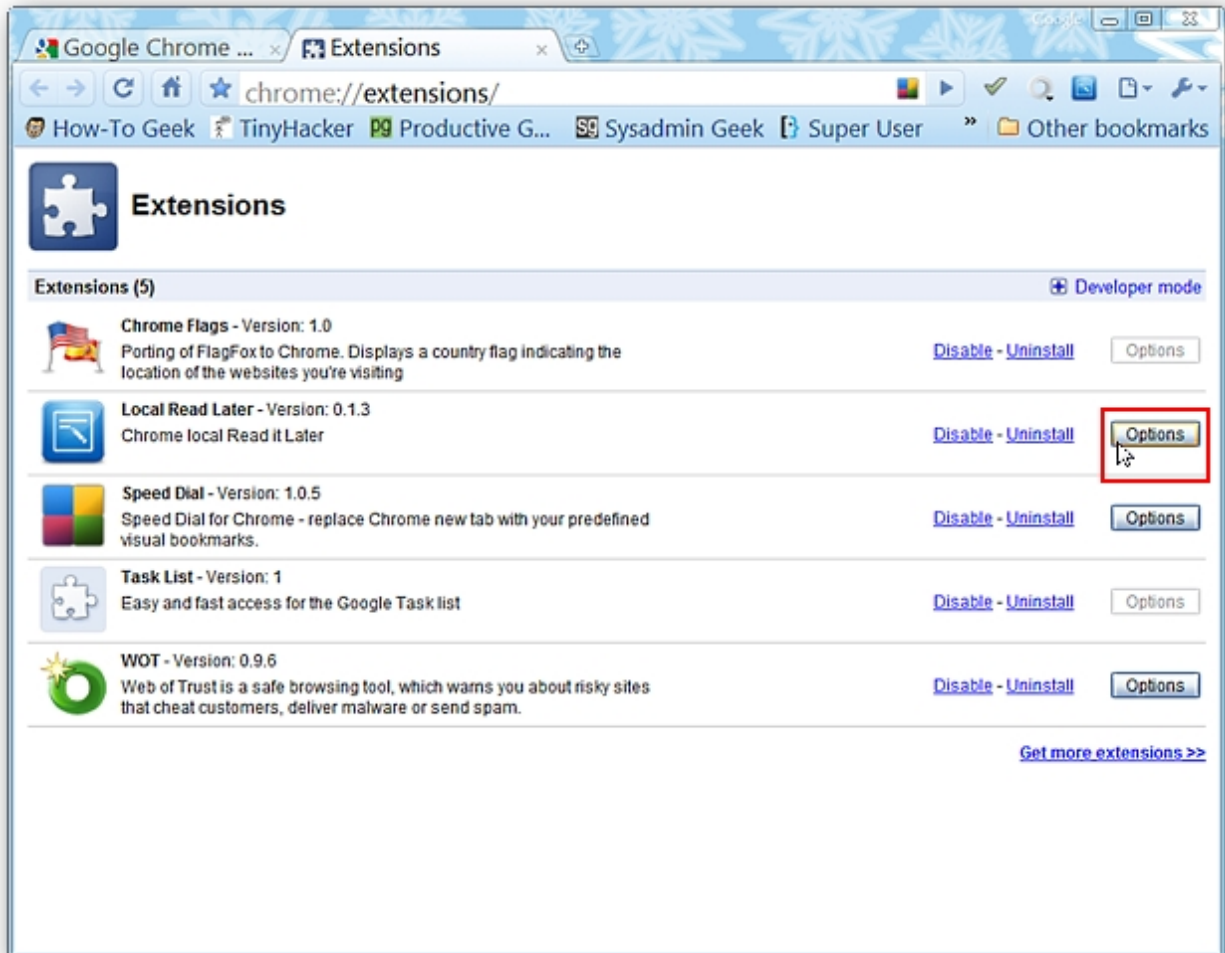 Google
Google Chrome ...
Extensions
chrome://extensions/
How-To Geek TinyHacker Productive G... Sysadmin Geek Super User » Other bookmarks
Extensions
Extensions (5) Developer mode
Chrome Flags - Version: 1.0
Porting of FlagFox to Chrome. Displays a country flag indicating the
location of the websites you're visiting
Disable - Uninstall Options
Local Read Later - Version: 0.1.3
Chrome local Read it Later
Disable - Uninstall Options
Speed Dial - Version: 1.0.5
Speed Dial for Chrome - replace Chrome new tab with your predefined
visual bookmarks.
Disable - Uninstall Options
Task List - Version: 1
Easy and fast access for the Google Task list
Disable - Uninstall Options
WOT - Version: 0.9.6
Web of Trust is a safe browsing tool, which warns you about risky sites
that cheat customers, deliver malware or send spam.
Disable - Uninstall Options
Get more extensions >>